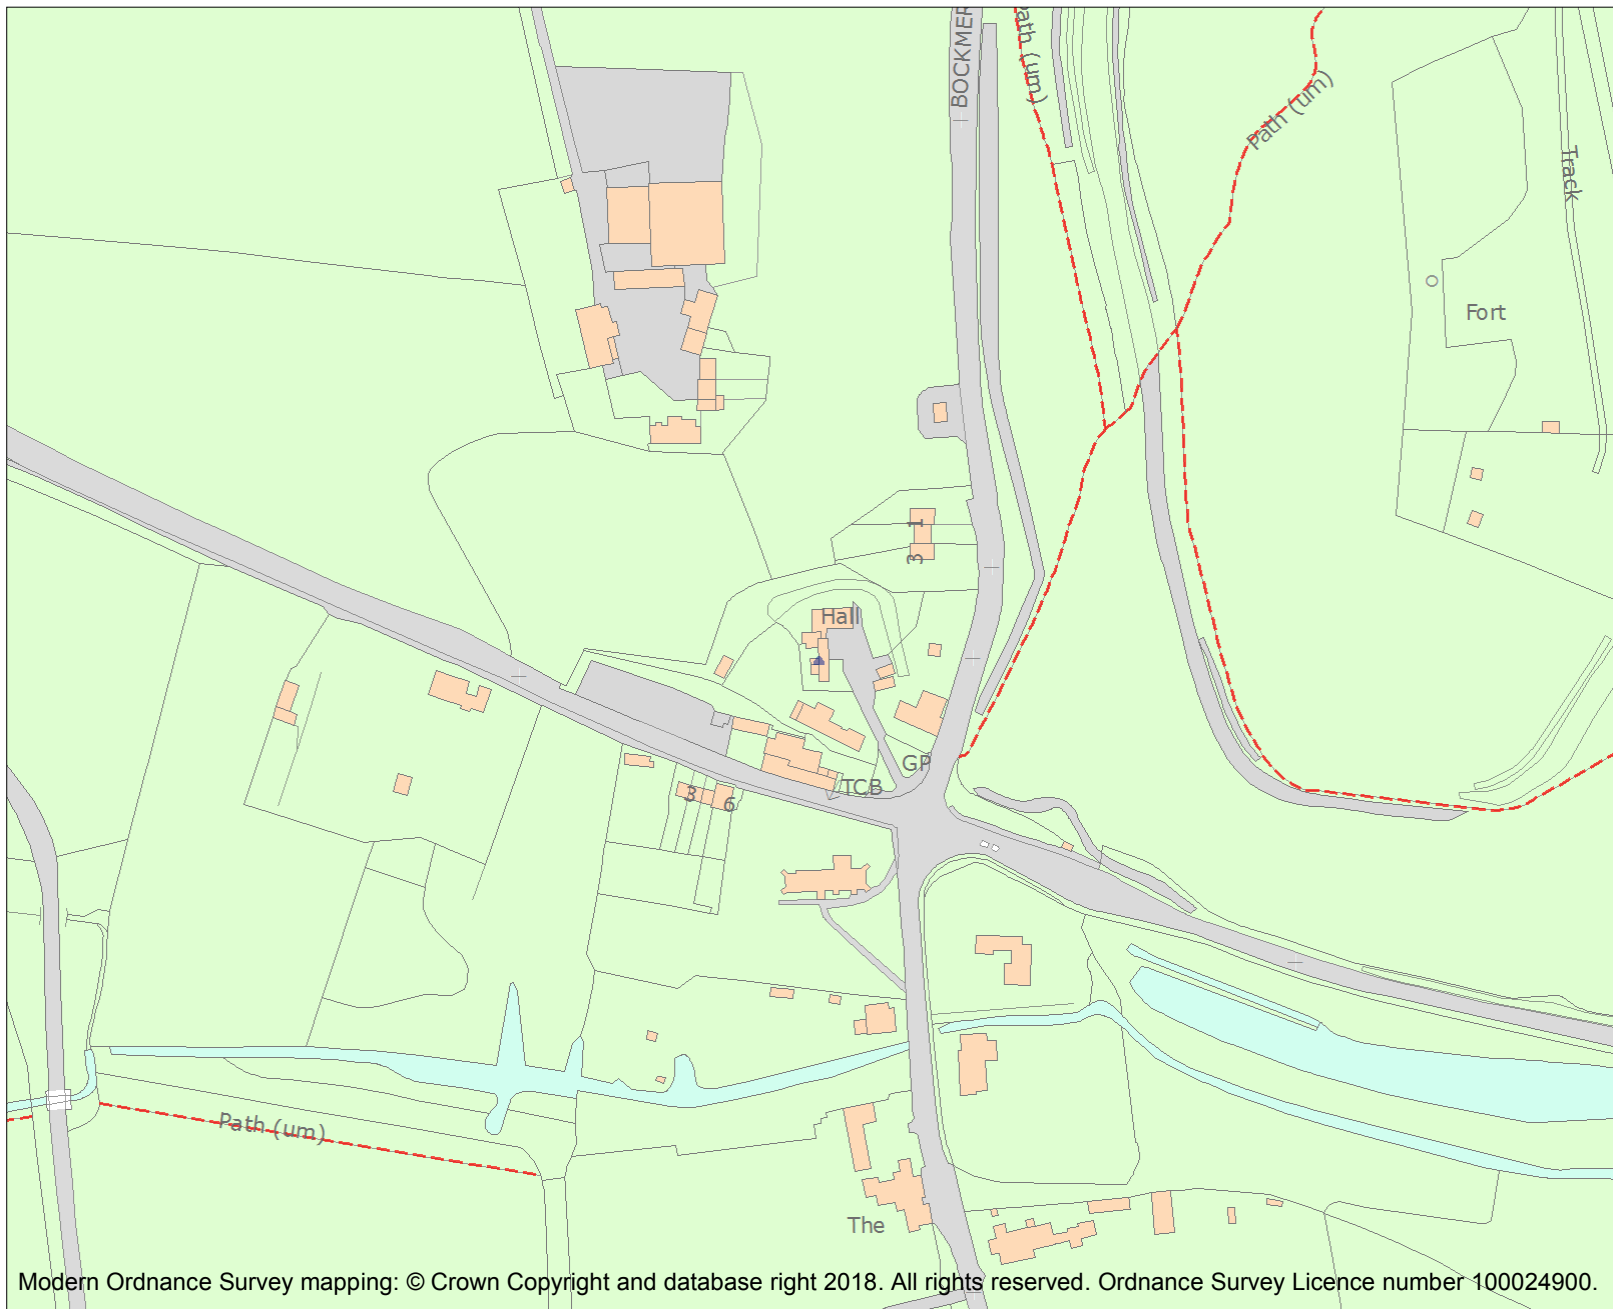 BOCKMER
Path (um)
Path (um)
Track
Fort
1
3
Hall
GP
TCB
3
6
Path (um)
The
Modern Ordnance Survey mapping: © Crown Copyright and database right 2018. All rights reserved. Ordnance Survey Licence number 100024900.